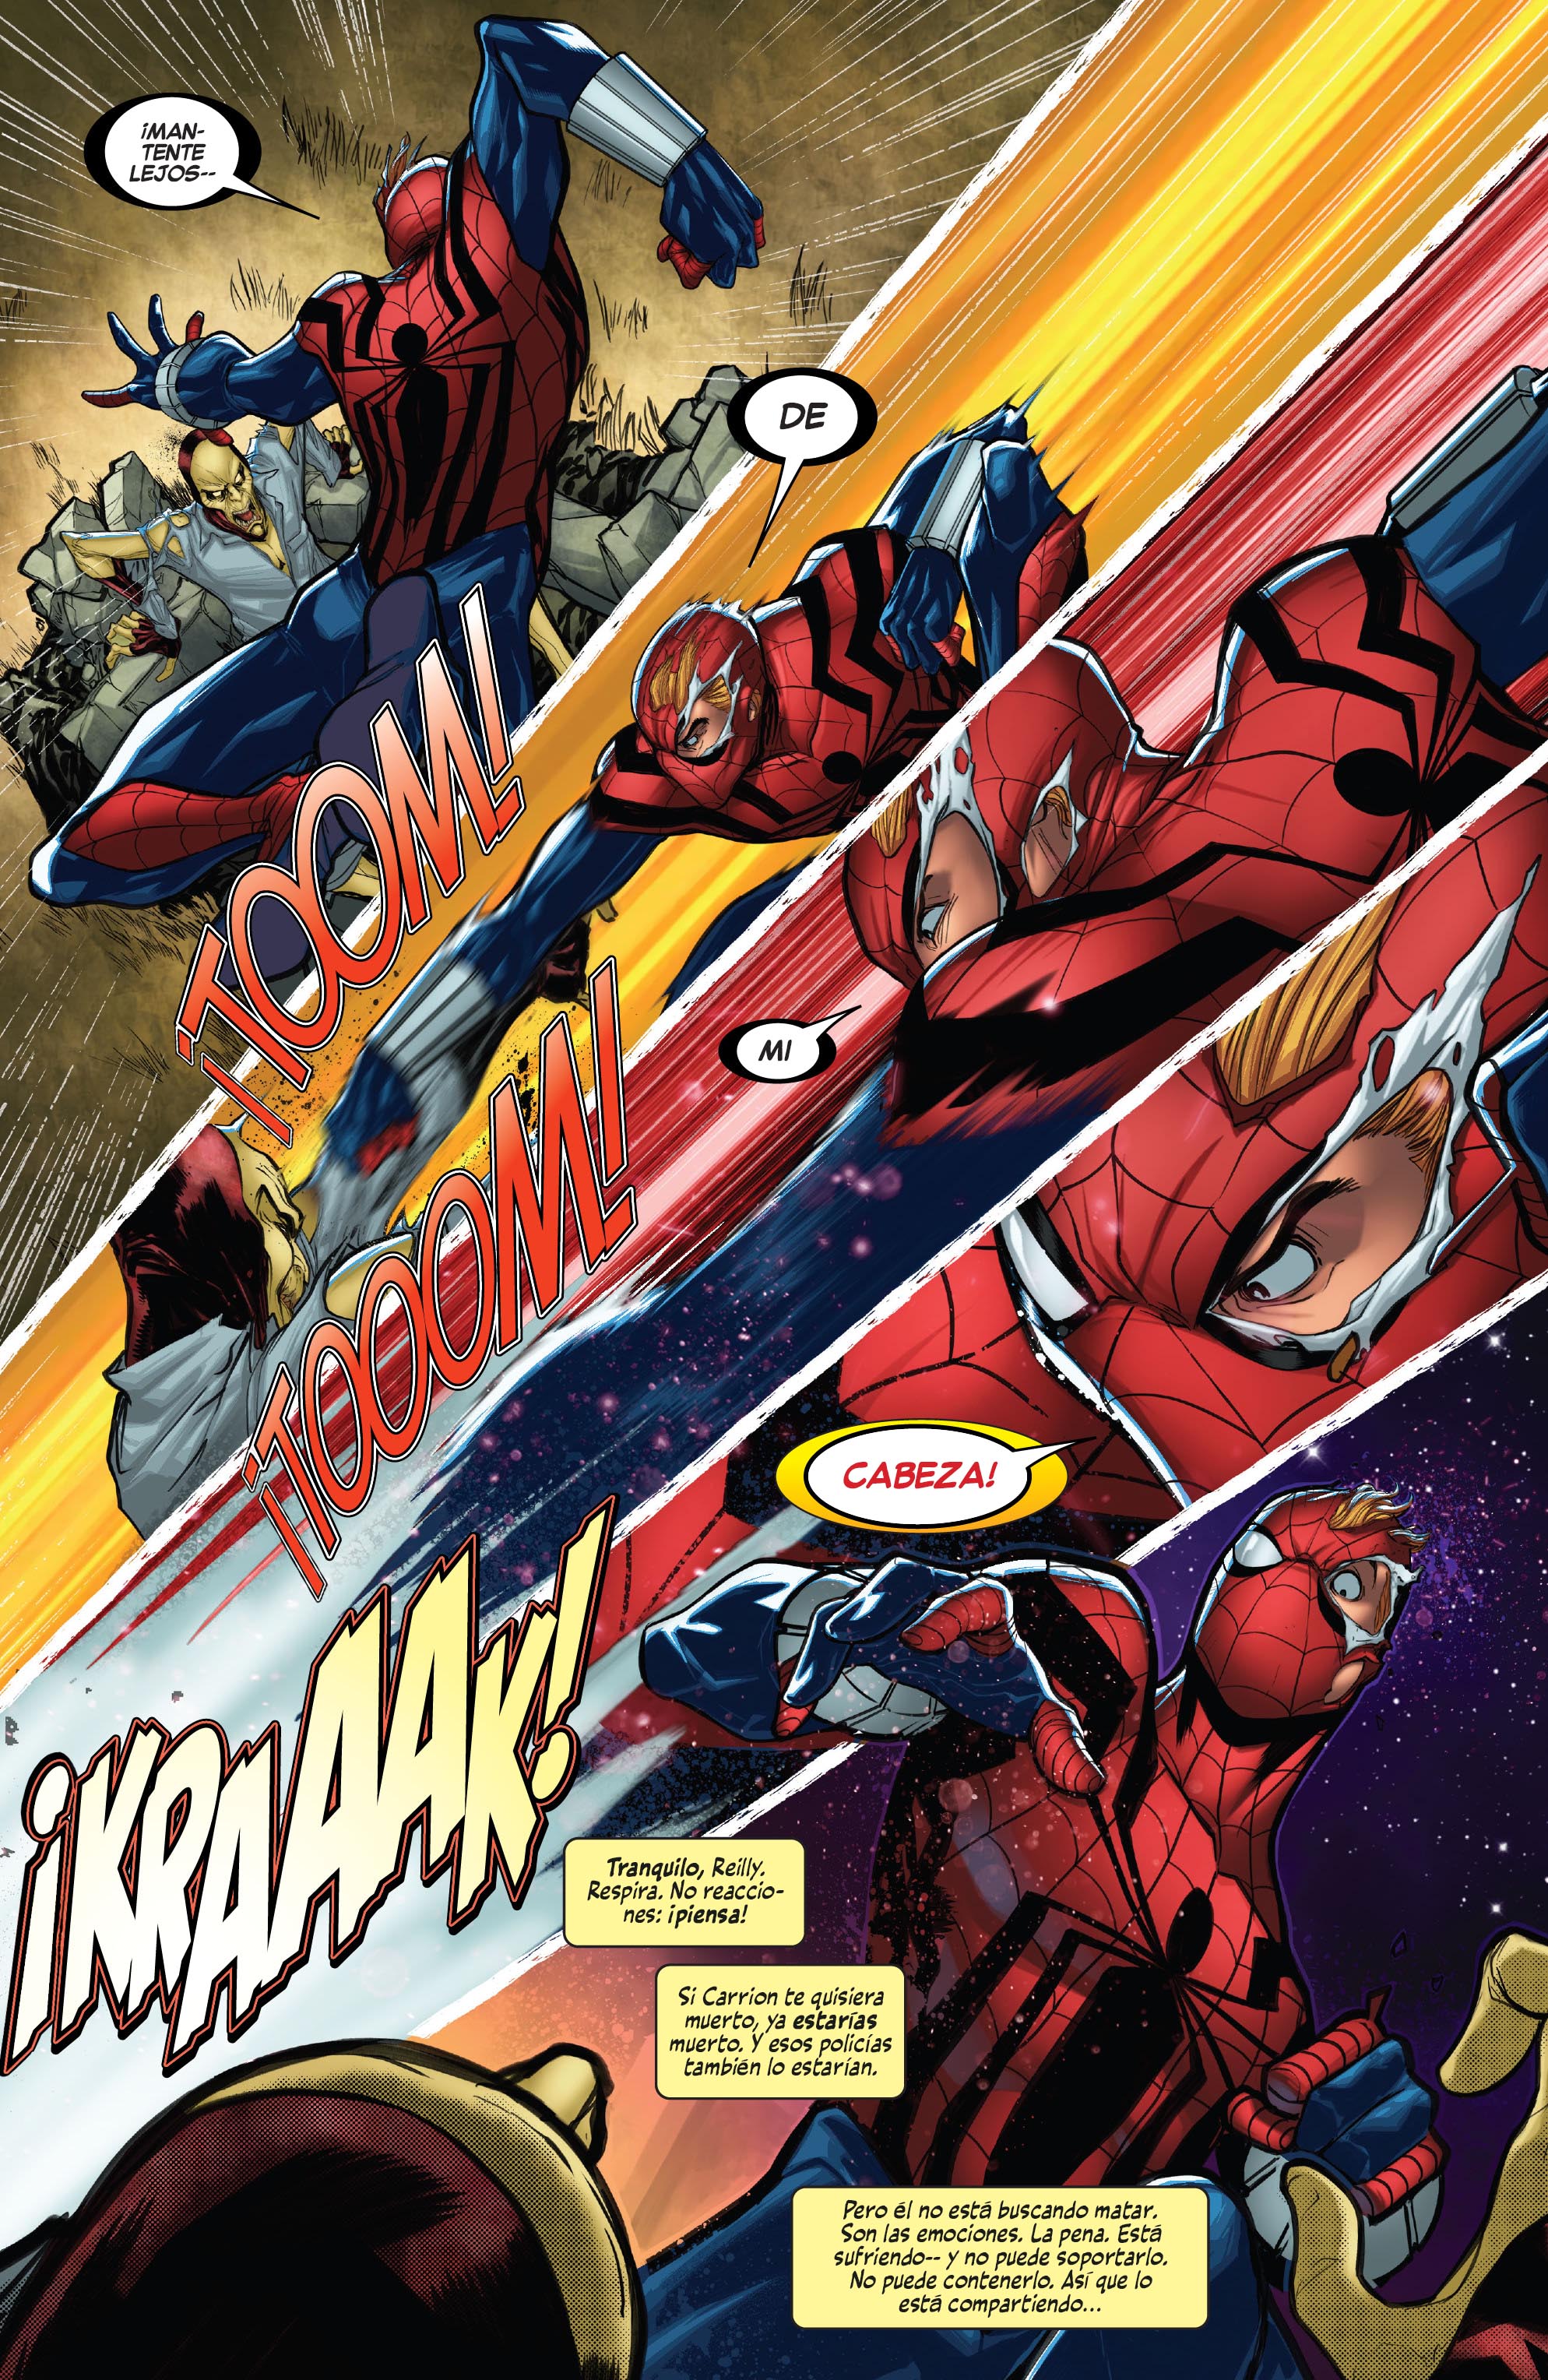 ¡MAN-
TENTE
LEJOS--
DE
¡TOOM!
MI
¡TOOOM!
CABEZA!
¡KRAAAAK!
Tranquilo, Reilly.
Respira. No reaccio-
nes: ¡piensa!
Si Carrion te quisiera
muerto, ya estarías
muerto. Y esos policías
también lo estarían.
Pero él no está buscando matar.
Son las emociones. La pena. Está
sufriendo-- y no puede soportarlo.
No puede contenerlo. Así que lo
está compartiendo...